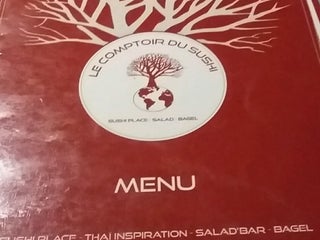 LE COMPTOIR DU SUSHI
SUSHI PLACE - SALAD - BAGEL
MENU
SUSHI PLACE - THAÏ INSPIRATION - SALAD'BAR - BAGEL